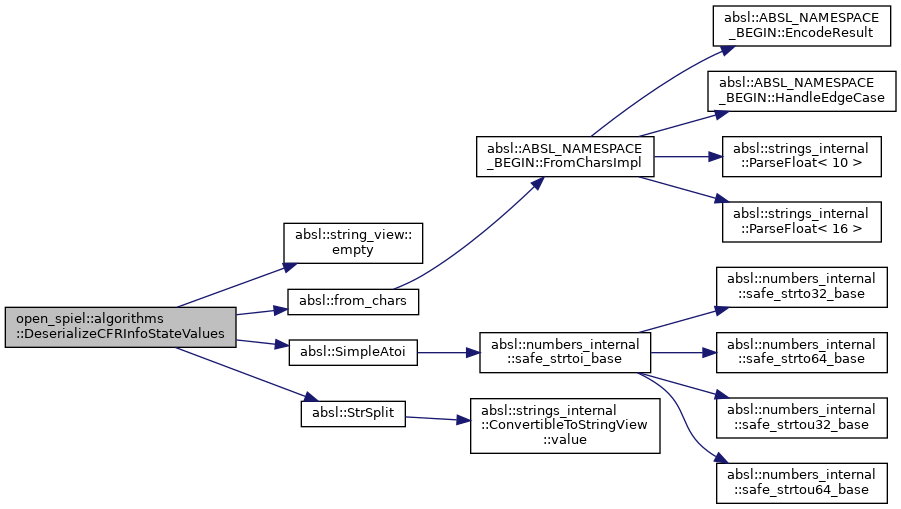 open_spiel::algorithms
::DeserializeCFRInfoStateValues
absl::string_view::
empty
absl::from_chars
absl::SimpleAtoi
absl::StrSplit
absl::ABSL_NAMESPACE
_BEGIN::FromCharsImpl
absl::numbers_internal
::safe_strtoi_base
absl::strings_internal
::ConvertibleToStringView
::value
absl::ABSL_NAMESPACE
_BEGIN::EncodeResult
absl::ABSL_NAMESPACE
_BEGIN::HandleEdgeCase
absl::strings_internal
::ParseFloat< 10 >
absl::strings_internal
::ParseFloat< 16 >
absl::numbers_internal
::safe_strto32_base
absl::numbers_internal
::safe_strto64_base
absl::numbers_internal
::safe_strtou32_base
absl::numbers_internal
::safe_strtou64_base